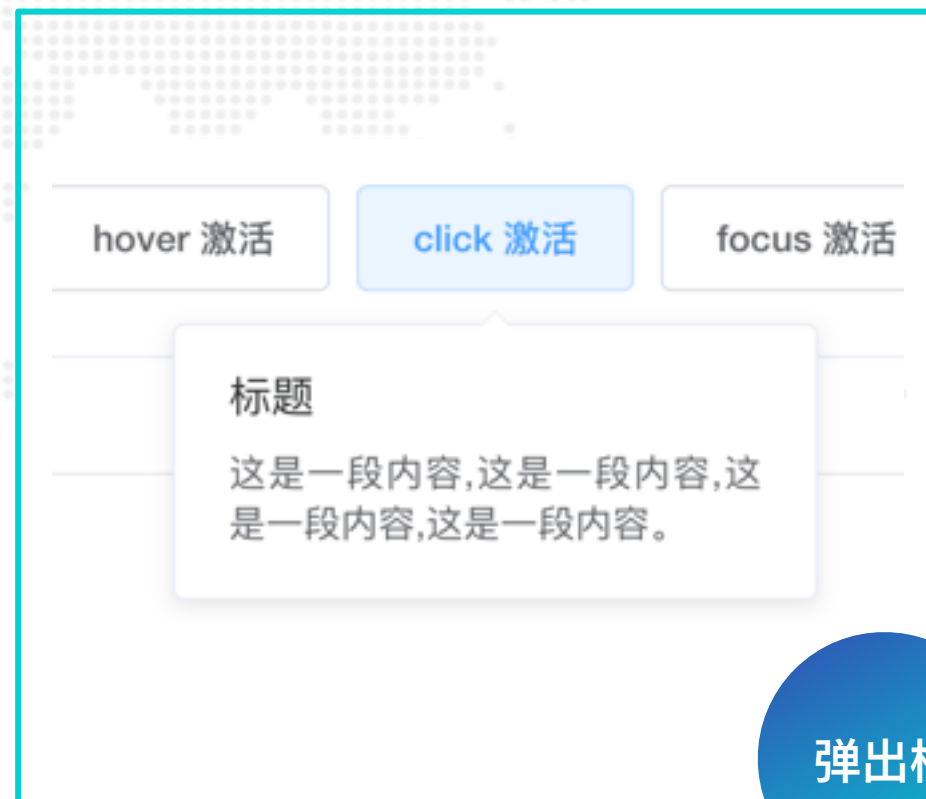 hover 激活
click 激活
focus 激活
标题
这是一段内容,这是一段内容,这
是一段内容,这是一段内容。
弹出